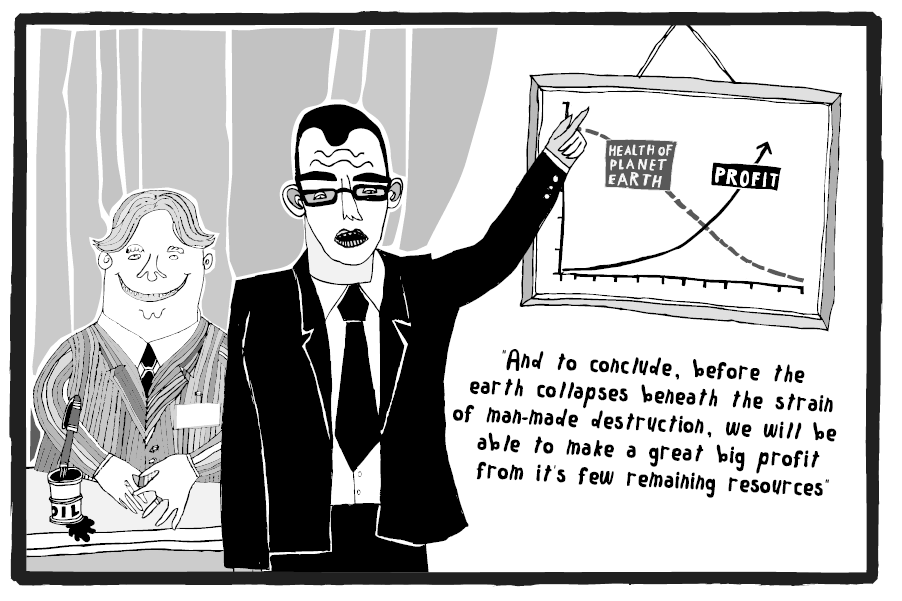 HEALTH OF
PLANET
EARTH
PROFIT
"And to conclude, before the
earth collapses beneath the strain
of man-made destruction, we will be
able to make a great big profit
from it's few remaining resources"
OIL